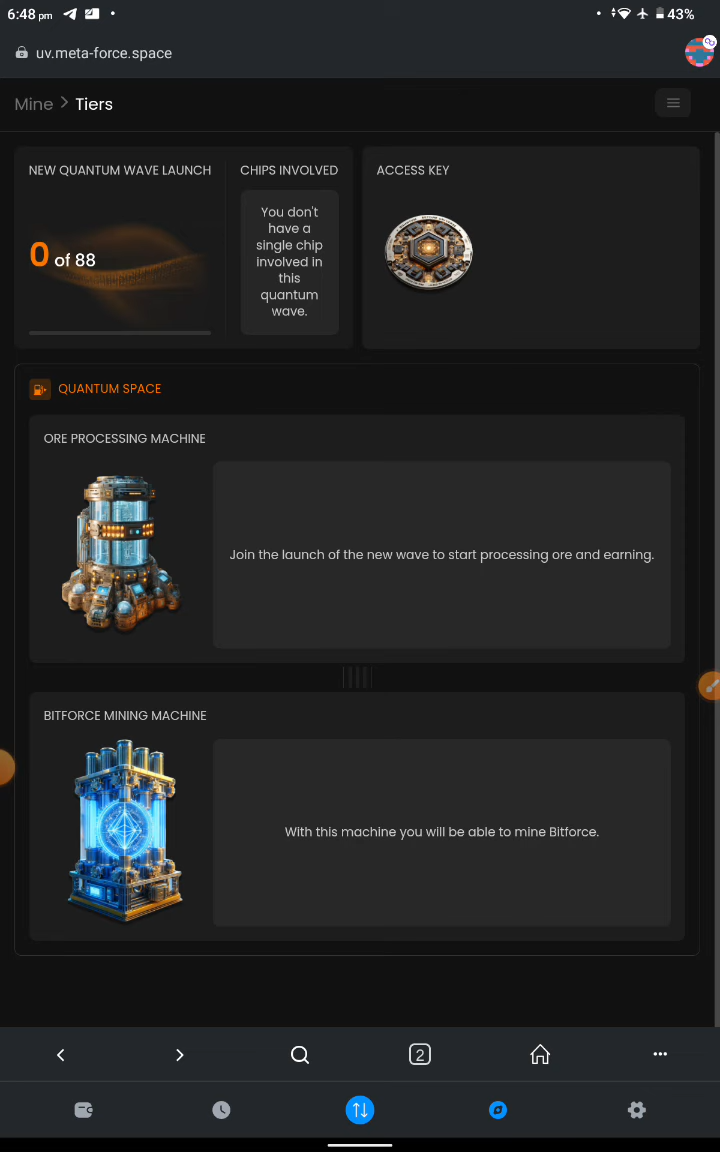 6:48 pm
43%
uv.meta-force.space
Mine > Tiers
NEW QUANTUM WAVE LAUNCH
0 of 88
CHIPS INVOLVED
You don't
have a
single chip
involved in
this
quantum
wave.
ACCESS KEY
QUANTUM SPACE
ORE PROCESSING MACHINE
Join the launch of the new wave to start processing ore and earning.
BITFORCE MINING MACHINE
With this machine you will be able to mine Bitforce.
2